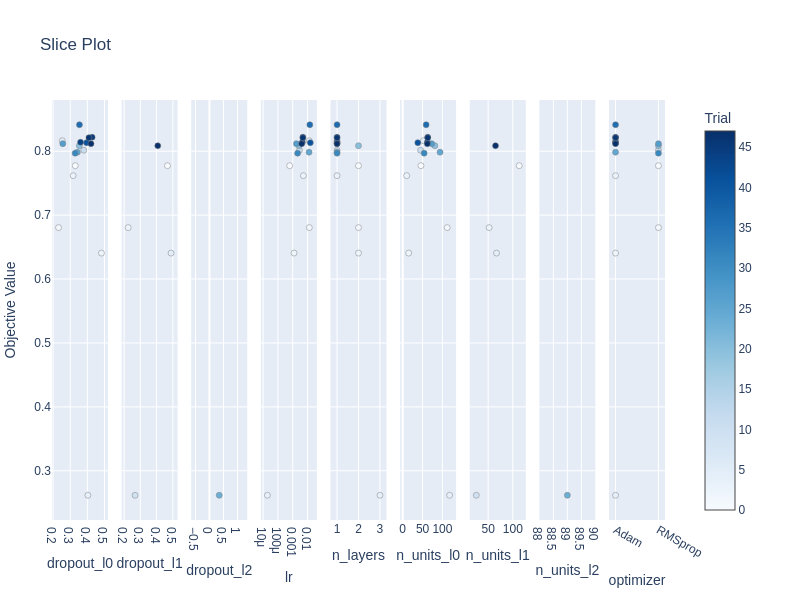 Slice Plot
Trial
Objective Value
0.8
0.7
0.6
0.5
0.4
0.3
0.2 0.3 0.4 0.5
dropout_l0
0.2 0.3 0.4 0.5
dropout_l1
−0.5 0 0.5 1
dropout_l2
10μ 100μ 0.001 0.01
lr
1 2 3
n_layers
0 50 100
n_units_l0
50 100
n_units_l1
88 88.5 89 89.5 90
n_units_l2
Adam RMSprop
optimizer
45
40
35
30
25
20
15
10
5
0